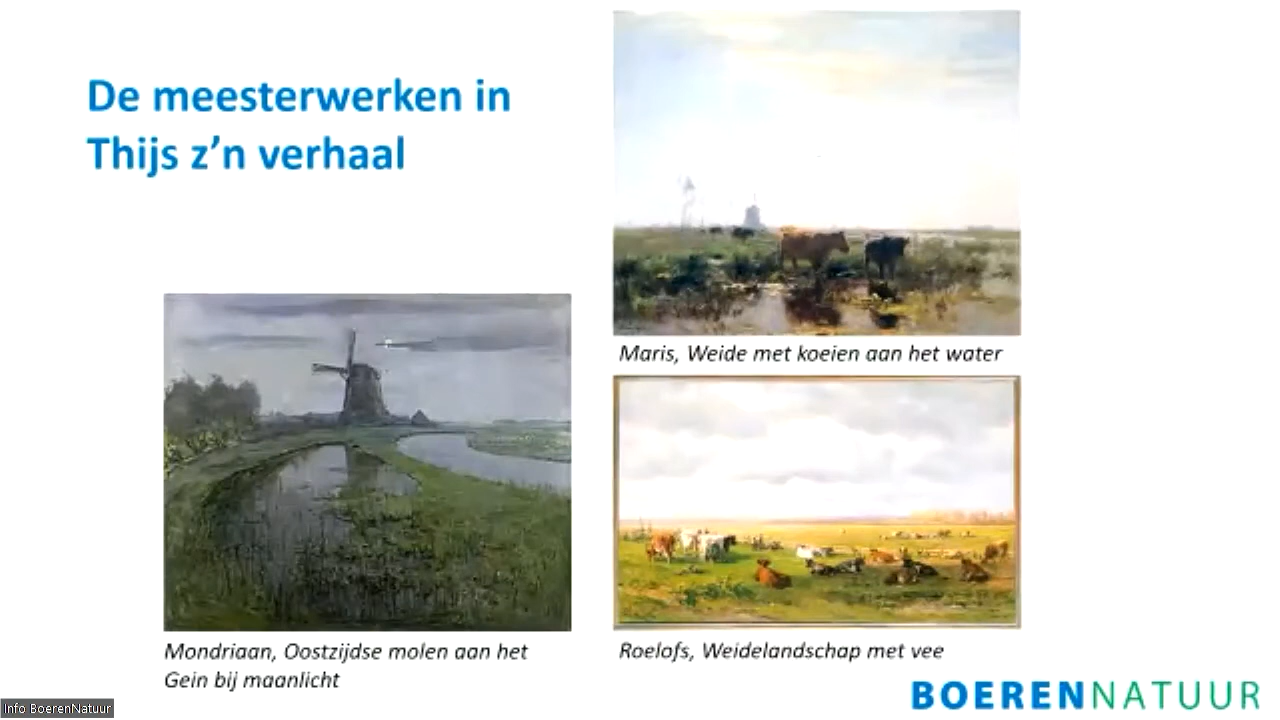 De meesterwerken in
Thijs z’n verhaal
Maris, Weide met koeien aan het water
Mondriaan, Oostzijdse molen aan het
Gein bij maanlicht
Roelofs, Weidelandschap met vee
BOERENNATUUR
Info BoerenNatuur